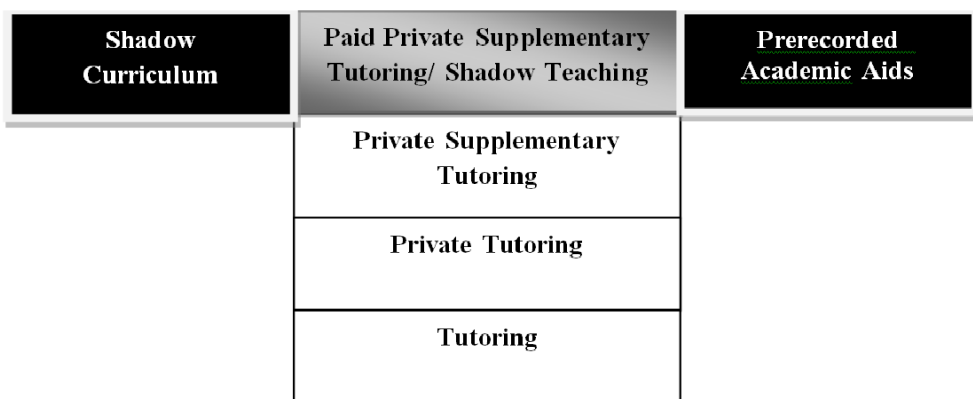 Shadow
Curriculum
Paid Private Supplementary
Tutoring/ Shadow Teaching
Prerecorded
Academic Aids
Private Supplementary
Tutoring
Private Tutoring
Tutoring